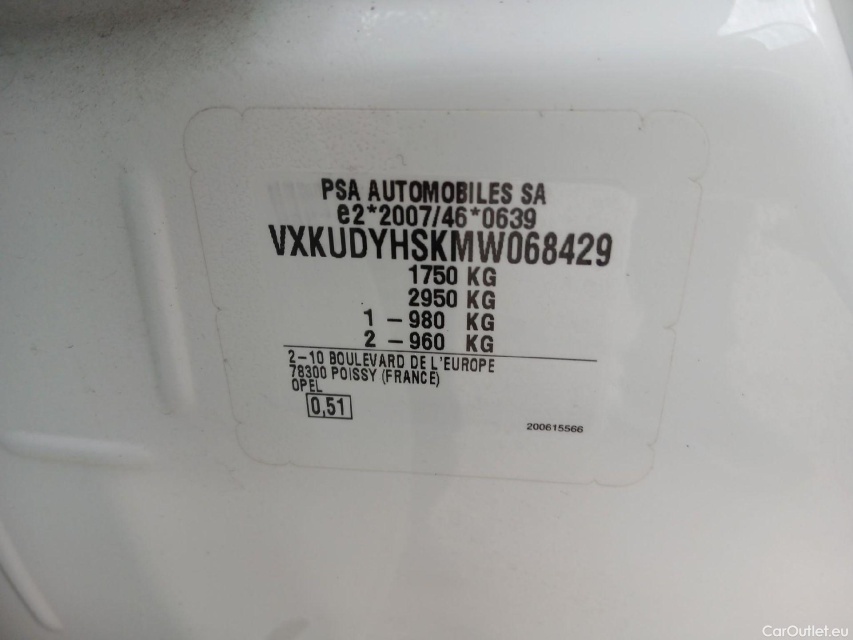 PSA AUTOMOBILES SA
e2*2007/46*0639
VXKUDYHSKMW068429
1750 KG
2950 KG
1 – 980 KG
2 – 960 KG
2–10 BOULEVARD DE L'EUROPE
78300 POISSY (FRANCE)
OPEL
0,51
200615566
CarOutlet.eu